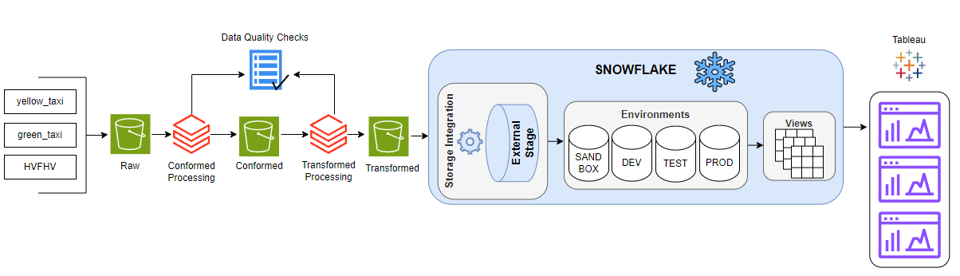 Data Quality Checks
yellow_taxi
green_taxi
HVFHV
Raw
Conformed
Processing
Conformed
Transformed
Processing
Transformed
SNOWFLAKE
Storage Integration
External
Stage
Environments
SAND
BOX
DEV
TEST
PROD
Views
Tableau